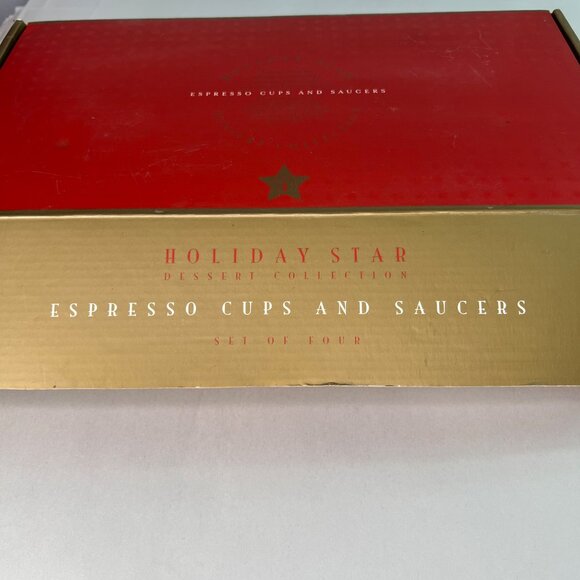 ESPRESSO CUPS AND SAUCERS
HOLIDAY STAR
DESSERT COLLECTION
ESPRESSO CUPS AND SAUCERS
SET OF FOUR